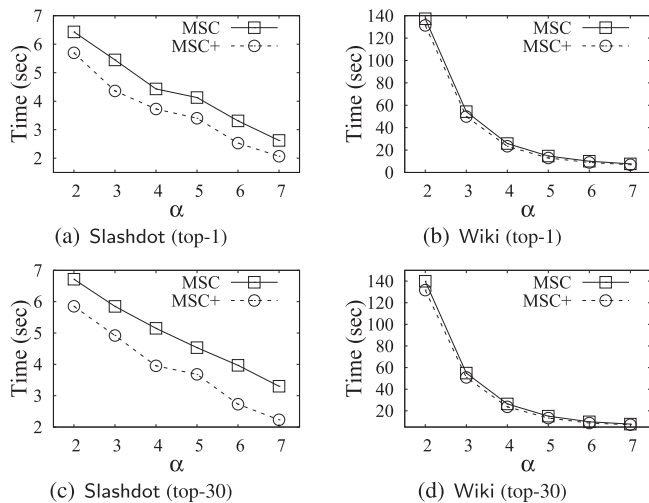 MSC
MSC+
Time (sec)
7
6
5
4
3
2
2 3 4 5 6 7
α
(a) Slashdot (top-1)
MSC
MSC+
Time (sec)
140
120
100
80
60
40
20
0
2 3 4 5 6 7
α
(b) Wiki (top-1)
MSC
MSC+
Time (sec)
7
6
5
4
3
2
2 3 4 5 6 7
α
(c) Slashdot (top-30)
MSC
MSC+
Time (sec)
140
120
100
80
60
40
20
2 3 4 5 6 7
α
(d) Wiki (top-30)